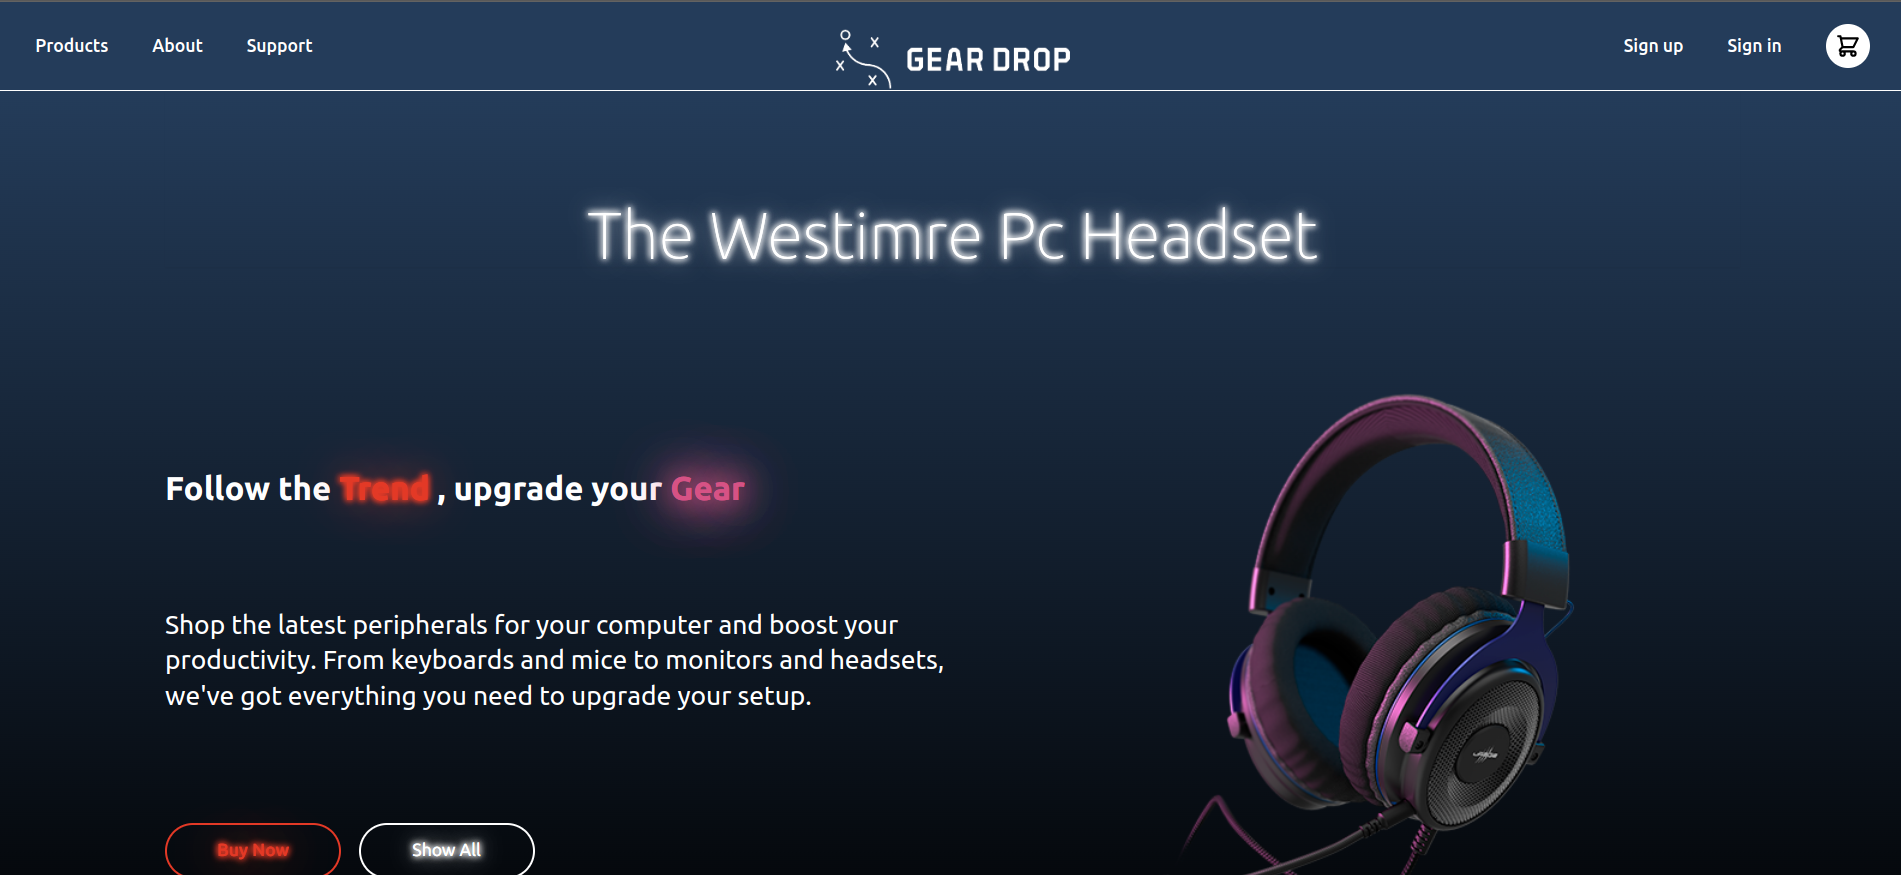 Products About Support GEAR DROP Sign up Sign in
The Westimre Pc Headset
Follow the Trend , upgrade your Gear
Shop the latest peripherals for your computer and boost your
productivity. From keyboards and mice to monitors and headsets,
we've got everything you need to upgrade your setup.
Buy Now Show All